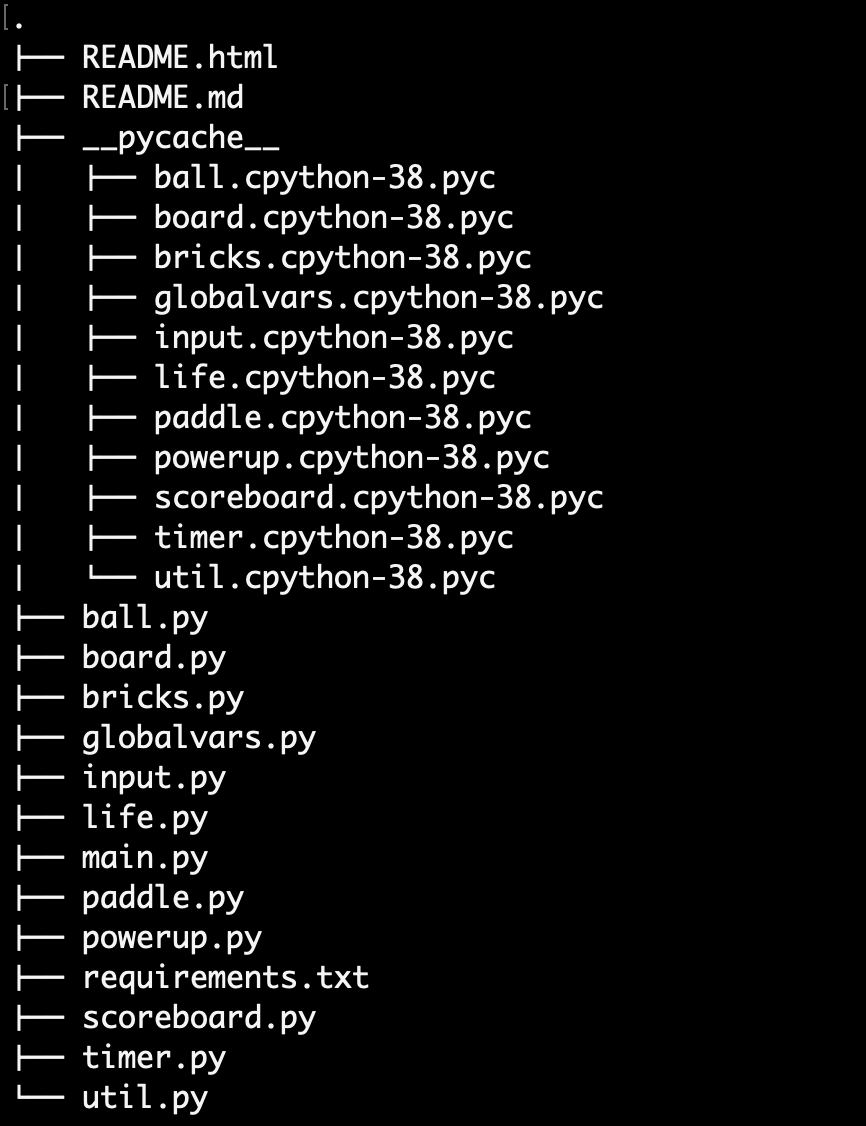 .
├── README.html
├── README.md
├── __pycache__
│   ├── ball.cpython-38.pyc
│   ├── board.cpython-38.pyc
│   ├── bricks.cpython-38.pyc
│   ├── globalvars.cpython-38.pyc
│   ├── input.cpython-38.pyc
│   ├── life.cpython-38.pyc
│   ├── paddle.cpython-38.pyc
│   ├── powerup.cpython-38.pyc
│   ├── scoreboard.cpython-38.pyc
│   ├── timer.cpython-38.pyc
│   └── util.cpython-38.pyc
├── ball.py
├── board.py
├── bricks.py
├── globalvars.py
├── input.py
├── life.py
├── main.py
├── paddle.py
├── powerup.py
├── requirements.txt
├── scoreboard.py
├── timer.py
└── util.py